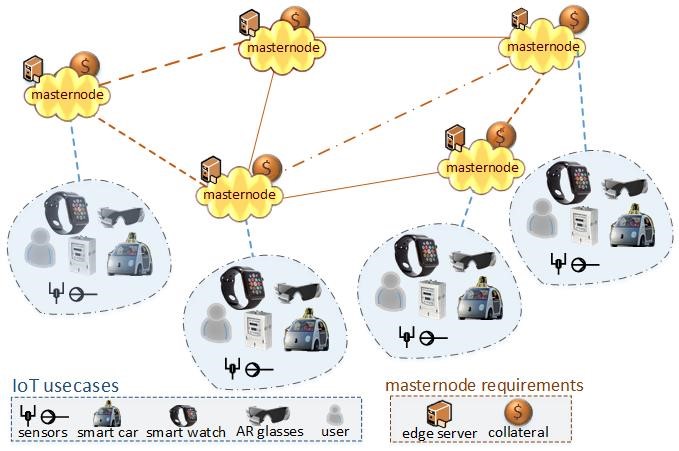 masternode
masternode
masternode
masternode
masternode
IoT usecases
sensors smart car smart watch AR glasses user
masternode requirements
edge server collateral